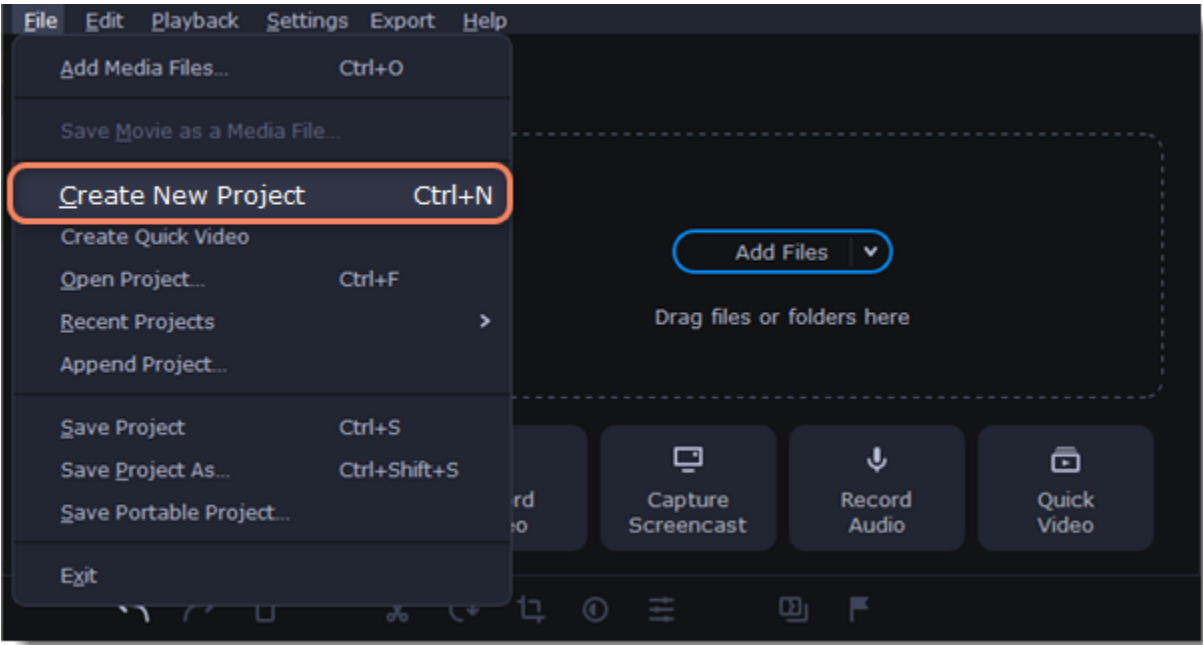 File Edit Playback Settings Export Help
Add Media Files... Ctrl+O
Save Movie as a Media File...
Create New Project Ctrl+N
Create Quick Video
Open Project... Ctrl+F
Recent Projects
Append Project...
Save Project Ctrl+S
Save Project As... Ctrl+Shift+S
Save Portable Project...
Exit
Add Files
Drag files or folders here
Capture
Screencast
Record
Audio
Quick
Video